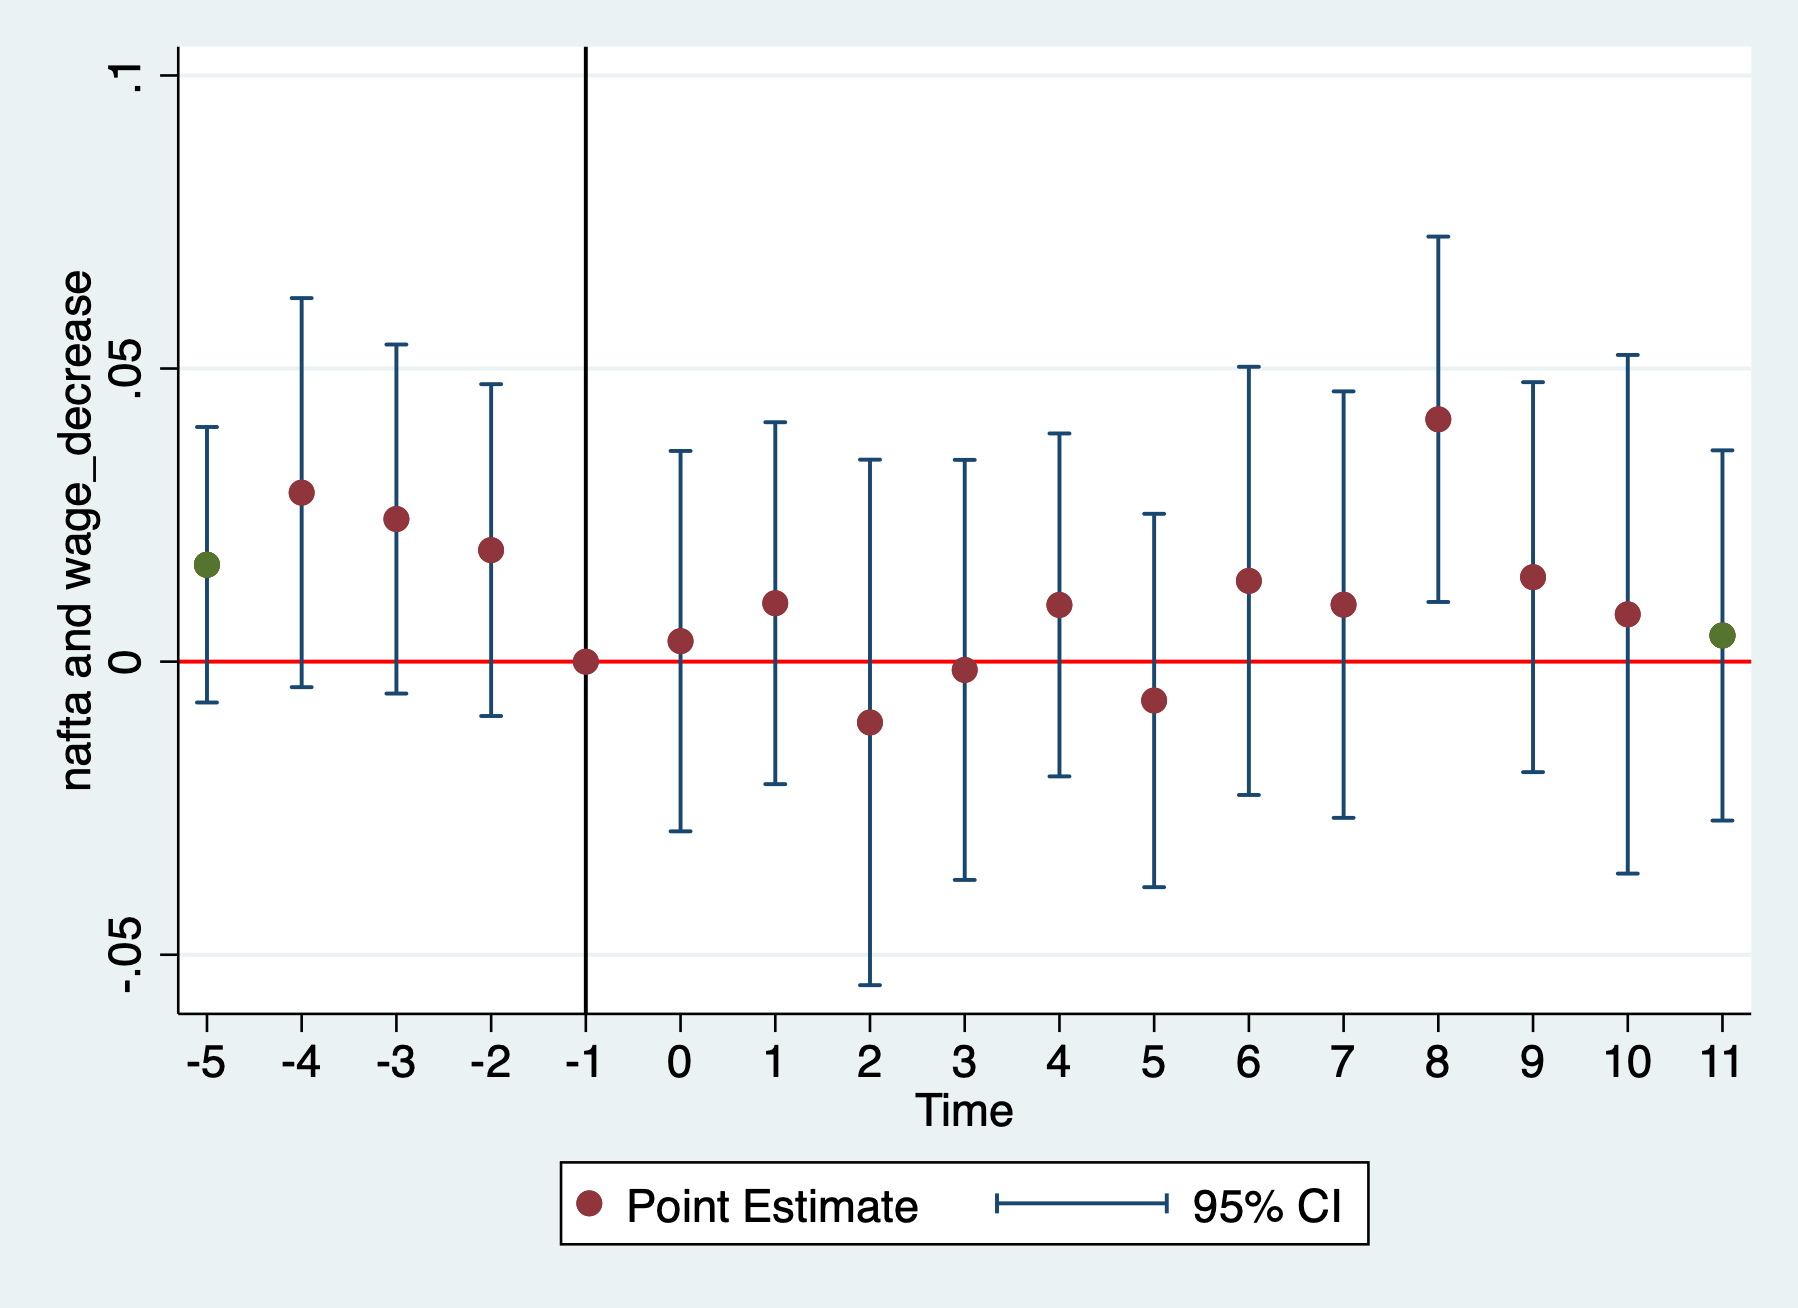 nafta and wage_decrease
.1
.05
0
-.05
-5 -4 -3 -2 -1 0 1 2 3 4 5 6 7 8 9 10 11
Time
Point Estimate 95% CI